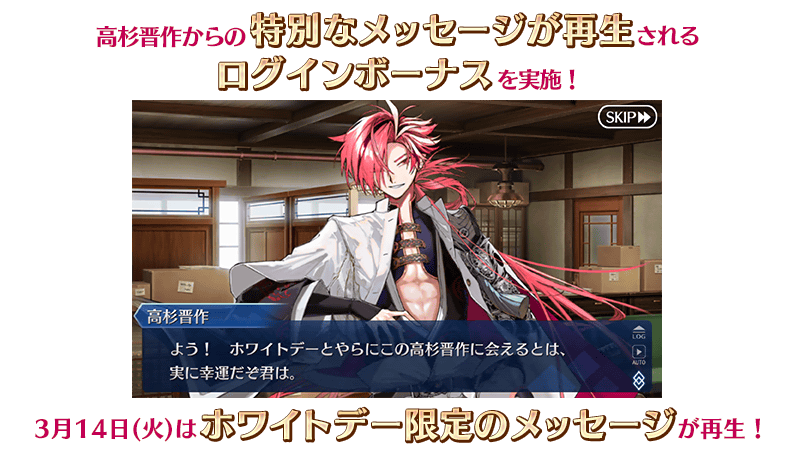 高杉晋作からの特別なメッセージが再生される
ログインボーナスを実施！
SKIP
高杉晋作
よう！　ホワイトデーとやらにこの高杉晋作に会えるとは、
実に幸運だぞ君は。
LOG
AUTO
3月14日(火)はホワイトデー限定のメッセージが再生！